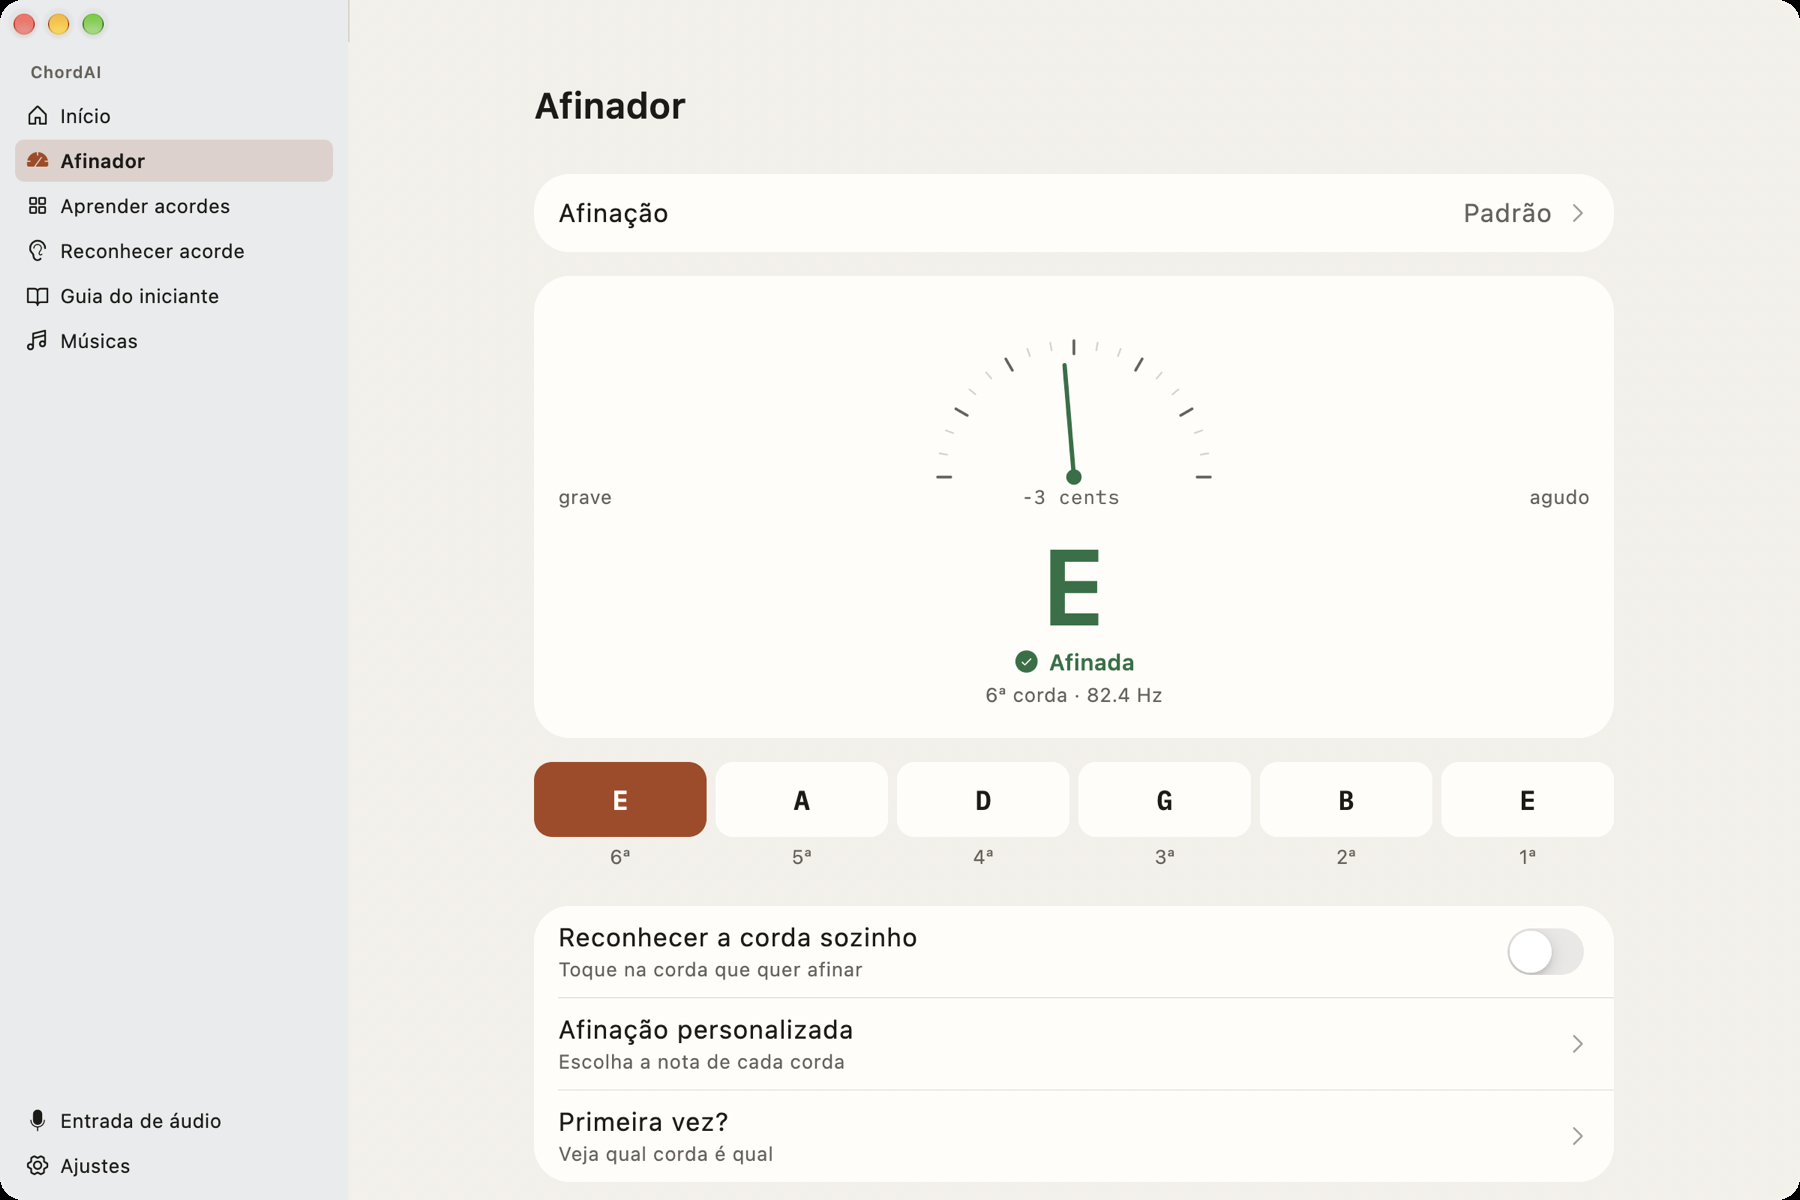 ChordAI
Início
Afinador
Aprender acordes
Reconhecer acorde
Guia do iniciante
Músicas
Entrada de áudio
Ajustes
Afinador
Afinação Padrão
grave -3 cents agudo
E
Afinada
6ª corda · 82.4 Hz
E A D G B E
6ª 5ª 4ª 3ª 2ª 1ª
Reconhecer a corda sozinho
Toque na corda que quer afinar
Afinação personalizada
Escolha a nota de cada corda
Primeira vez?
Veja qual corda é qual